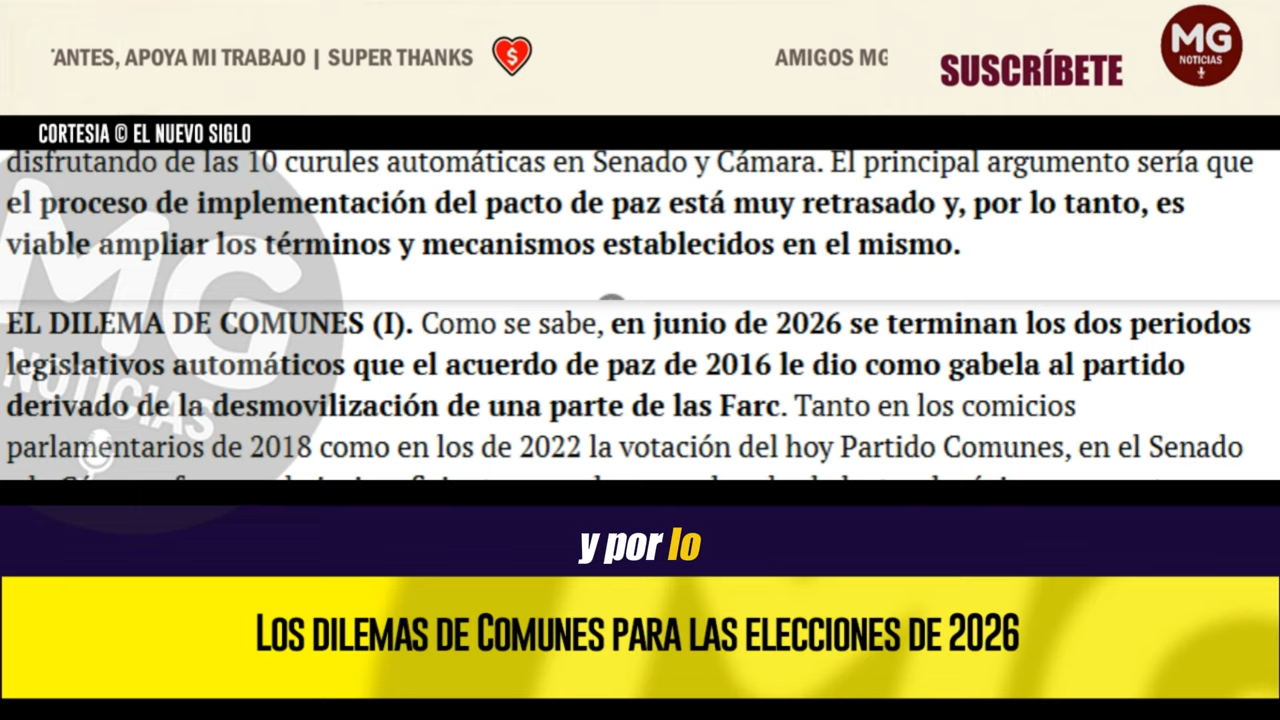 TANTES, APOYA MI TRABAJO | SUPER THANKS
AMIGOS MG
SUSCRÍBETE
MG
NOTICIAS
CORTESIA © EL NUEVO SIGLO
disfrutando de las 10 curules automáticas en Senado y Cámara. El principal argumento sería que
el proceso de implementación del pacto de paz está muy retrasado y, por lo tanto, es
viable ampliar los términos y mecanismos establecidos en el mismo.
EL DILEMA DE COMUNES (I). Como se sabe, en junio de 2026 se terminan los dos periodos
legislativos automáticos que el acuerdo de paz de 2016 le dio como gabela al partido
derivado de la desmovilización de una parte de las Farc. Tanto en los comicios
parlamentarios de 2018 como en los de 2022 la votación del hoy Partido Comunes, en el Senado
MG
NOTICIAS
y por lo
LOS DILEMAS DE COMUNES PARA LAS ELECCIONES DE 2026